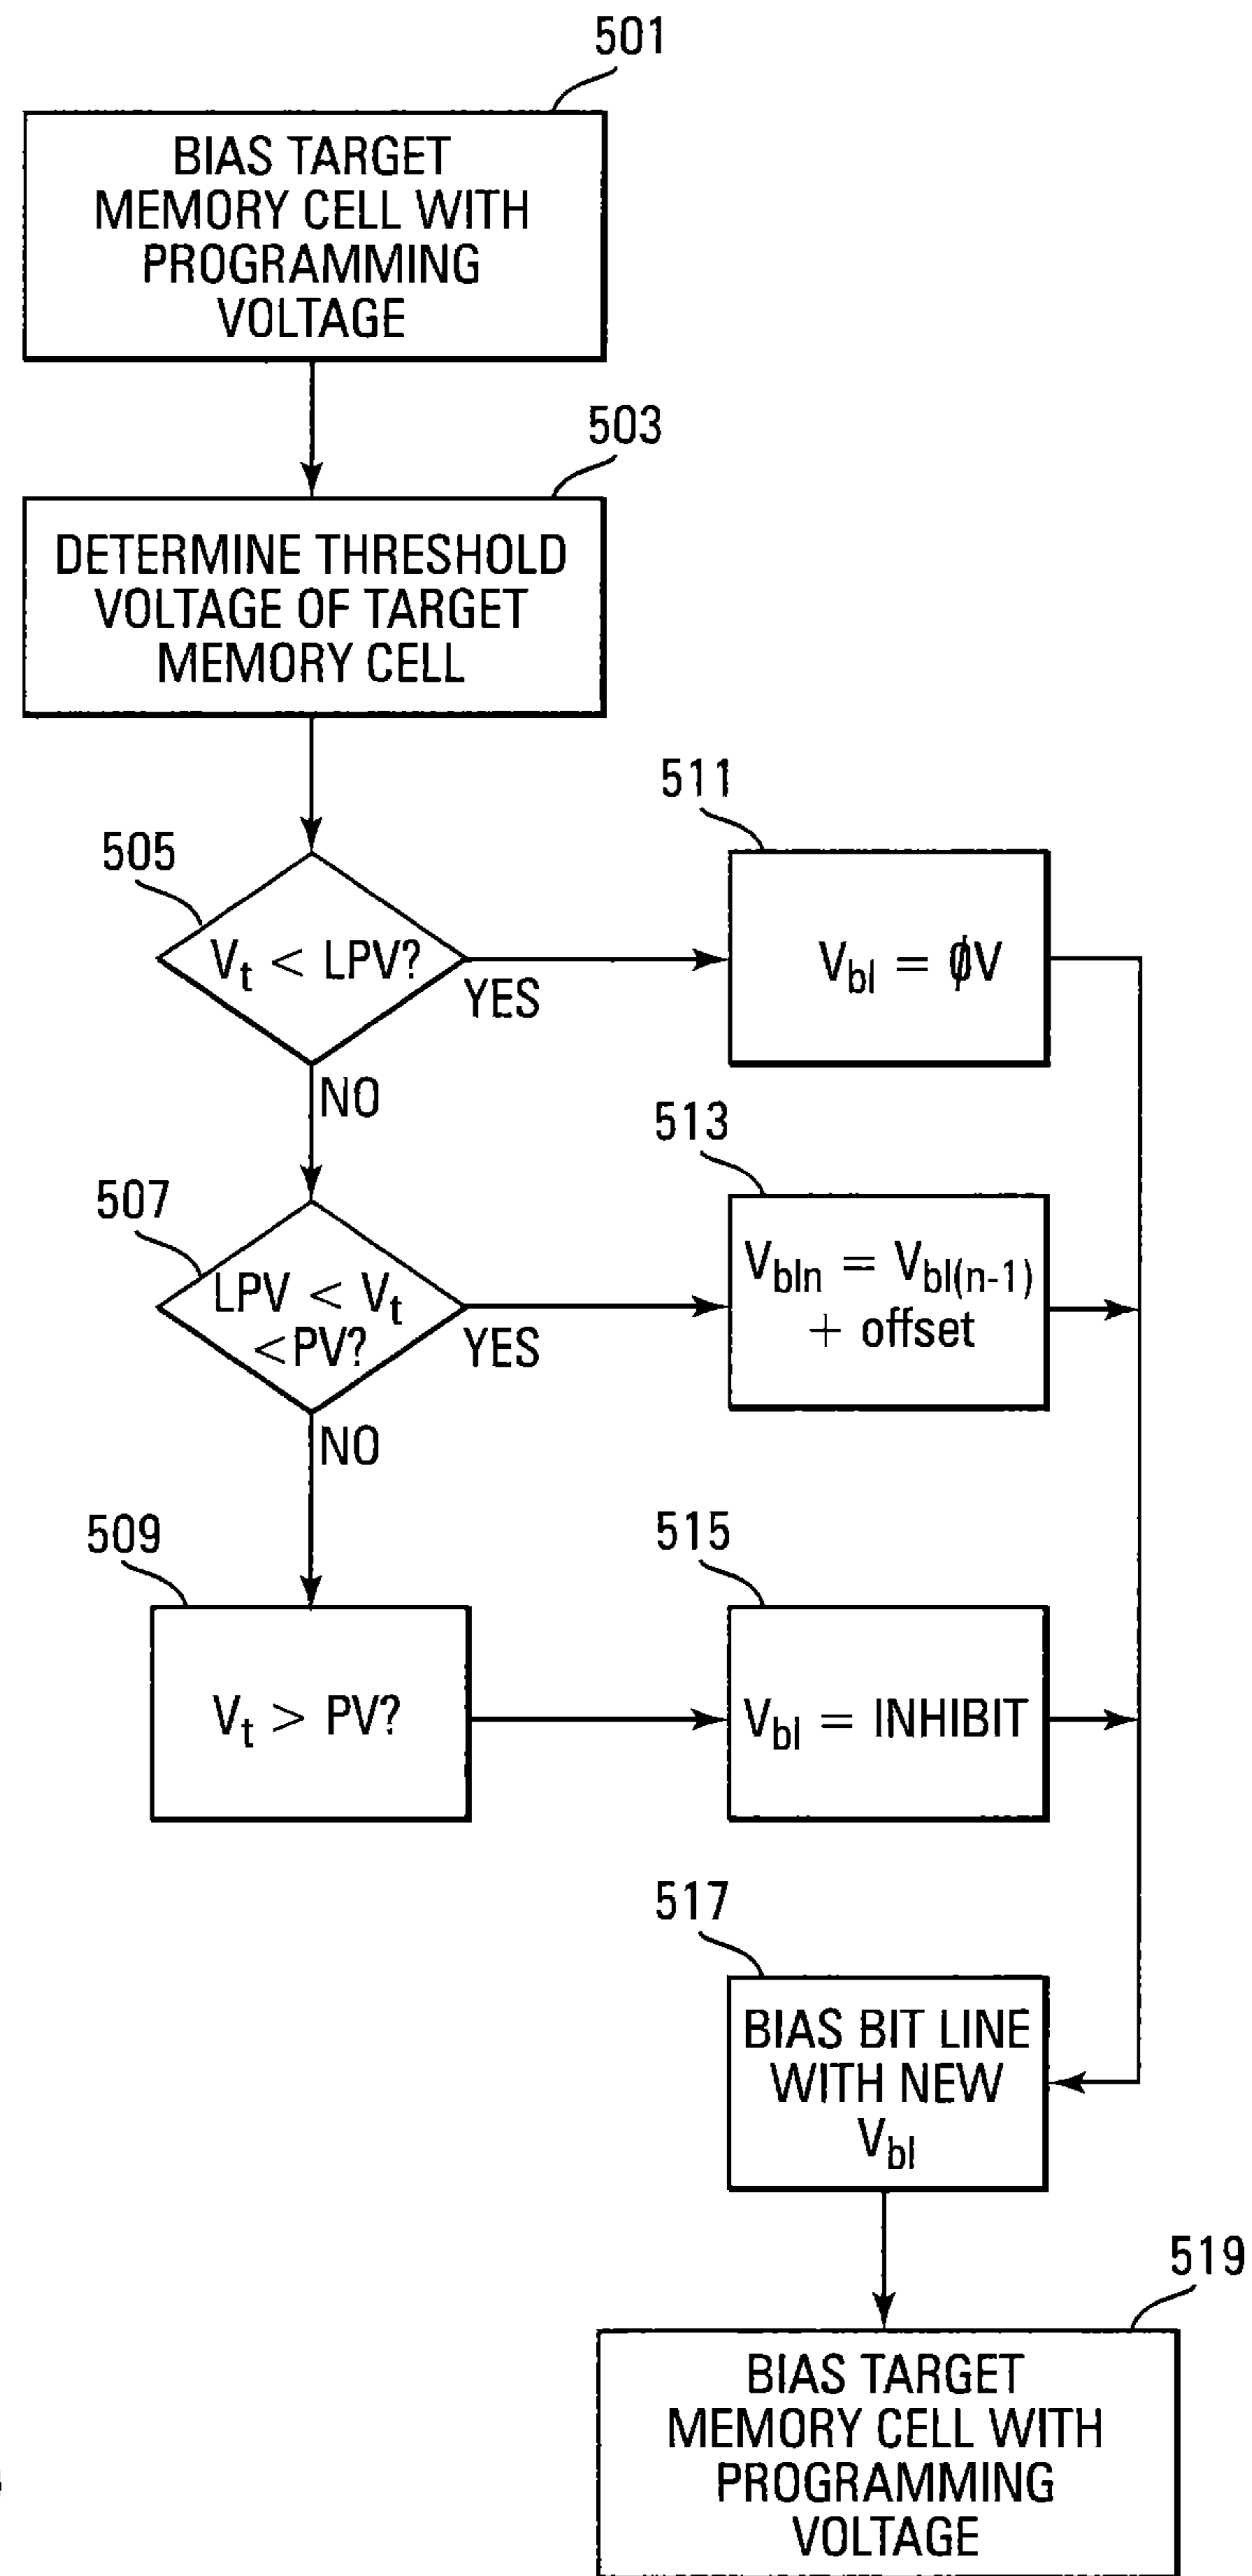 501
BIAS TARGET
MEMORY CELL WITH
PROGRAMMING
VOLTAGE
503
DETERMINE THRESHOLD
VOLTAGE OF TARGET
MEMORY CELL
505
Vt < LPV?
YES
NO
511
Vbl = 0V
507
LPV < Vt
<PV?
YES
NO
513
Vbln = Vbl(n-1)
+ offset
509
Vt > PV?
515
Vbl = INHIBIT
517
BIAS BIT LINE
WITH NEW
Vbl
519
BIAS TARGET
MEMORY CELL WITH
PROGRAMMING
VOLTAGE